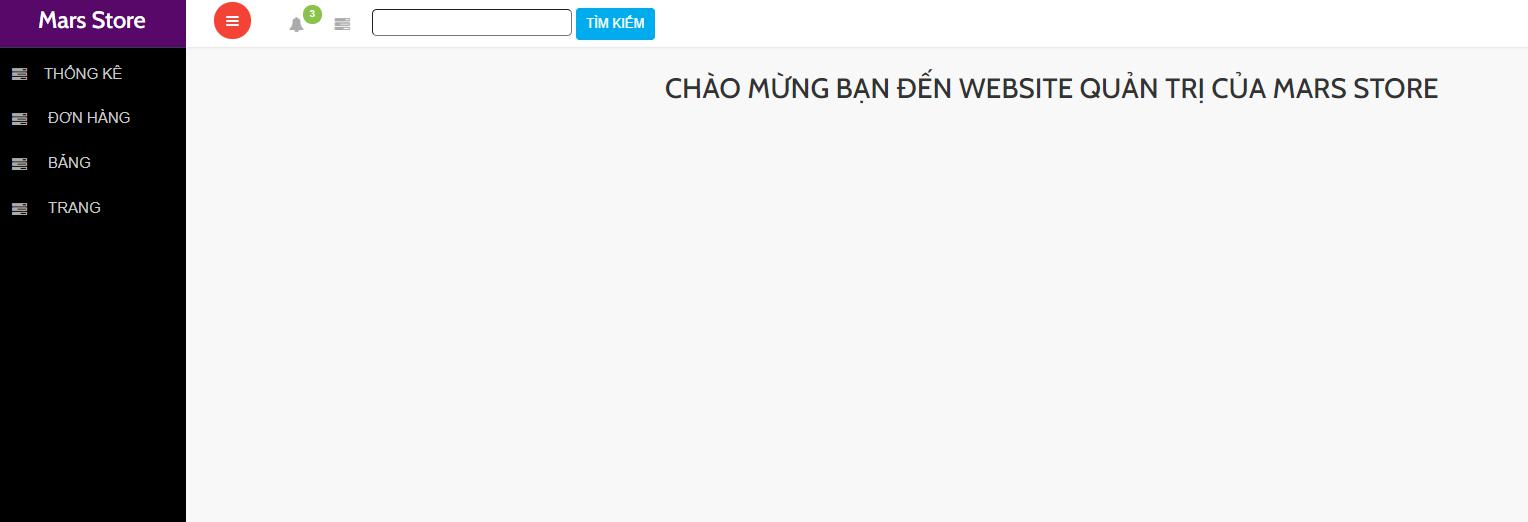 Mars Store
3
TÌM KIẾM
THỐNG KÊ
ĐƠN HÀNG
BẢNG
TRANG
CHÀO MỪNG BẠN ĐẾN WEBSITE QUẢN TRỊ CỦA MARS STORE